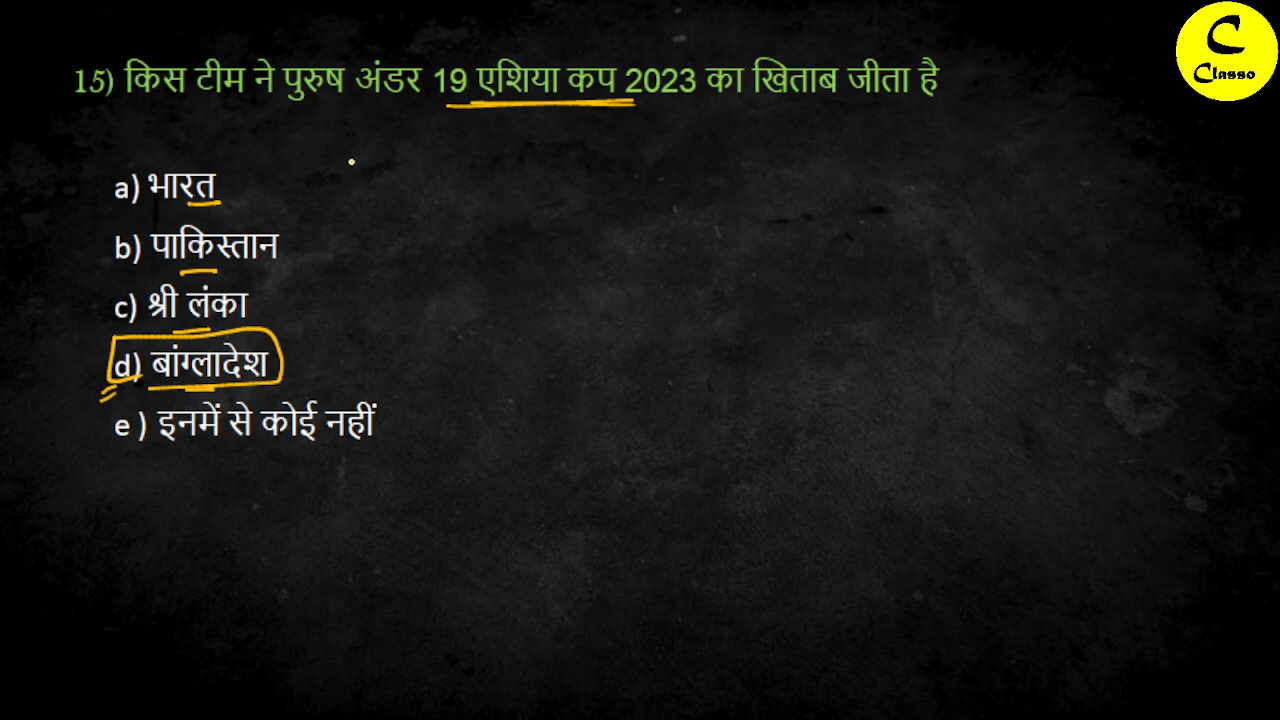 15) किस टीम ने पुरुष अंडर 19 एशिया कप 2023 का खिताब जीता है
C
Classo
a) भारत
b) पाकिस्तान
c) श्री लंका
d) बांग्लादेश
e ) इनमें से कोई नहीं